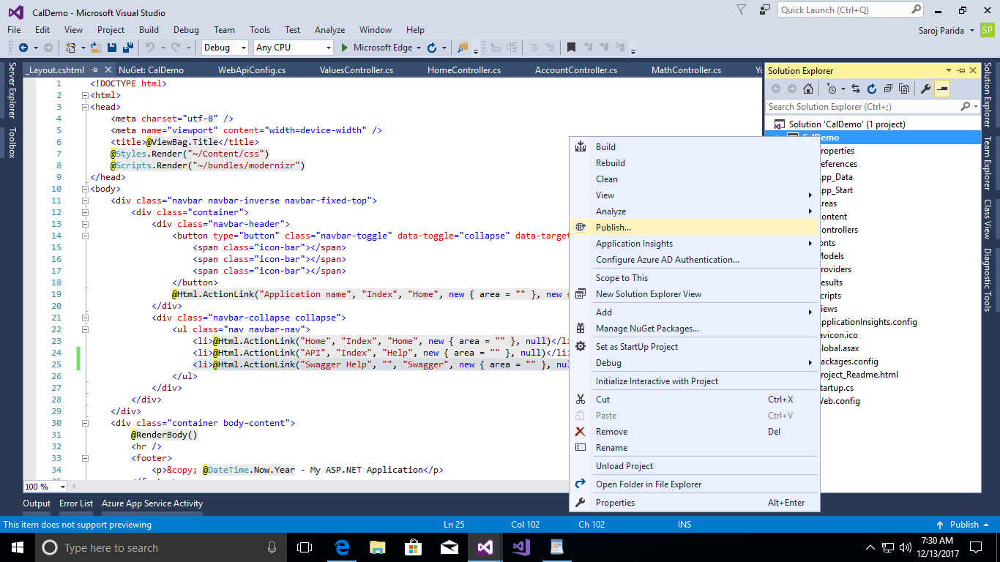 CalDemo - Microsoft Visual Studio
Quick Launch (Ctrl+Q)
File Edit View Project Build Debug Team Tools Test Analyze Window Help
Saroj Parida SP
Debug Any CPU Microsoft Edge
_Layout.cshtml NuGet: CalDemo WebApiConfig.cs ValuesController.cs HomeController.cs AccountController.cs MathController.cs
Server Explorer
Toolbox
1 <!DOCTYPE html>
2 <html>
3 <head>
4 <meta charset="utf-8" />
5 <meta name="viewport" content="width=device-width" />
6 <title>@ViewBag.Title</title>
7 @Styles.Render("~/Content/css")
8 @Scripts.Render("~/bundles/modernizr")
9 </head>
10 <body>
11 <div class="navbar navbar-inverse navbar-fixed-top">
12 <div class="container">
13 <div class="navbar-header">
14 <button type="button" class="navbar-toggle" data-toggle="collapse" data-target
15 <span class="icon-bar"></span>
16 <span class="icon-bar"></span>
17 <span class="icon-bar"></span>
18 </button>
19 @Html.ActionLink("Application name", "Index", "Home", new { area = "" }, new {
20 </div>
21 <div class="navbar-collapse collapse">
22 <ul class="nav navbar-nav">
23 <li>@Html.ActionLink("Home", "Index", "Home", new { area = "" }, null)</li
24 <li>@Html.ActionLink("API", "Index", "Help", new { area = "" }, null)</li>
25 <li>@Html.ActionLink("Swagger Help", "", "Swagger", new { area = "" }, nul
26 </ul>
27 </div>
28 </div>
29 </div>
30 <div class="container body-content">
31 @RenderBody()
32 <hr />
33 <footer>
34 <p>&copy; @DateTime.Now.Year - My ASP.NET Application</p>
100 %
Build
Rebuild
Clean
View
Analyze
Publish...
Application Insights
Configure Azure AD Authentication...
Scope to This
New Solution Explorer View
Add
Manage NuGet Packages...
Set as StartUp Project
Debug
Initialize Interactive with Project
Cut Ctrl+X
Paste Ctrl+V
Remove Del
Rename
Unload Project
Open Folder in File Explorer
Properties Alt+Enter
Solution Explorer
Search Solution Explorer (Ctrl+;)
Solution 'CalDemo' (1 project)
CalDemo
roperties
eferences
pp_Data
pp_Start
reas
ontent
ontrollers
onts
odels
roviders
esults
cripts
iews
pplicationInsights.config
avicon.ico
lobal.asax
ackages.config
roject_Readme.html
tartup.cs
eb.config
Solution Explorer
Team Explorer
Class View
Diagnostic Tools
Output Error List Azure App Service Activity
This item does not support previewing Ln 25 Col 102 Ch 102 INS Publish
Type here to search
7:30 AM
12/13/2017